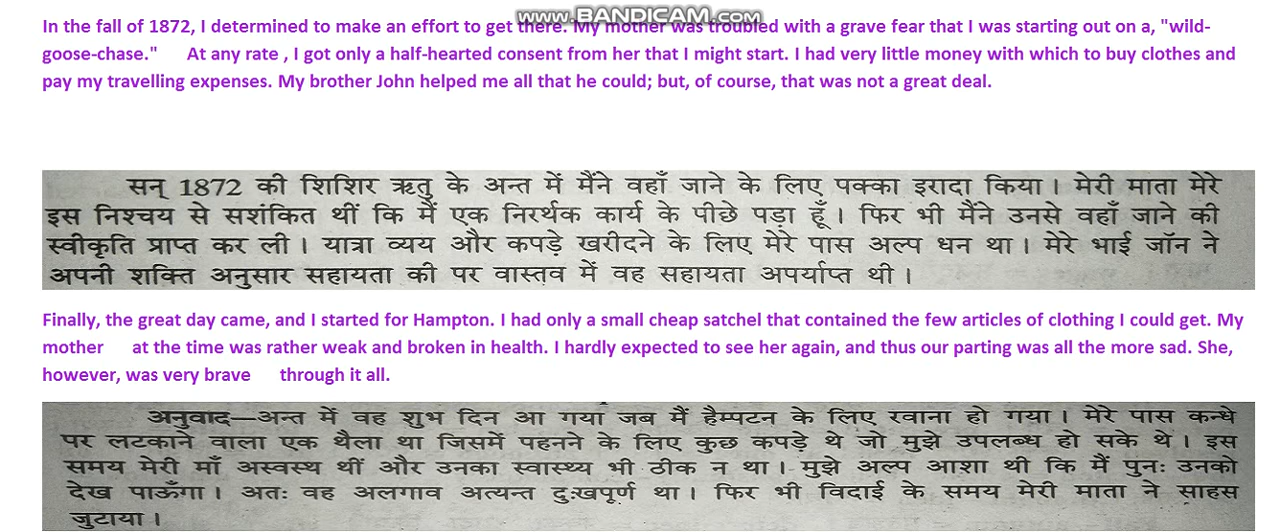 www.BANDICAM.com
In the fall of 1872, I determined to make an effort to get there. My mother was troubled with a grave fear that I was starting out on a, "wild-
goose-chase." At any rate , I got only a half-hearted consent from her that I might start. I had very little money with which to buy clothes and
pay my travelling expenses. My brother John helped me all that he could; but, of course, that was not a great deal.
सन् 1872 की शिशिर ऋतु के अन्त में मैंने वहाँ जाने के लिए पक्का इरादा किया। मेरी माता मेरे
इस निश्चय से सशंकित थीं कि मैं एक निरर्थक कार्य के पीछे पड़ा हूँ। फिर भी मैंने उनसे वहाँ जाने की
स्वीकृति प्राप्त कर ली। यात्रा व्यय और कपड़े खरीदने के लिए मेरे पास अल्प धन था। मेरे भाई जॉन ने
अपनी शक्ति अनुसार सहायता की पर वास्तव में वह सहायता अपर्याप्त थी।
Finally, the great day came, and I started for Hampton. I had only a small cheap satchel that contained the few articles of clothing I could get. My
mother at the time was rather weak and broken in health. I hardly expected to see her again, and thus our parting was all the more sad. She,
however, was very brave through it all.
अनुवाद—अन्त में वह शुभ दिन आ गया जब मैं हैम्पटन के लिए रवाना हो गया। मेरे पास कन्धे
पर लटकाने वाला एक थैला था जिसमें पहनने के लिए कुछ कपड़े थे जो मुझे उपलब्ध हो सके थे। इस
समय मेरी माँ अस्वस्थ थीं और उनका स्वास्थ्य भी ठीक न था। मुझे अल्प आशा थी कि मैं पुनः उनको
देख पाऊँगा। अतः वह अलगाव अत्यन्त दुःखपूर्ण था। फिर भी विदाई के समय मेरी माता ने साहस
जुटाया।